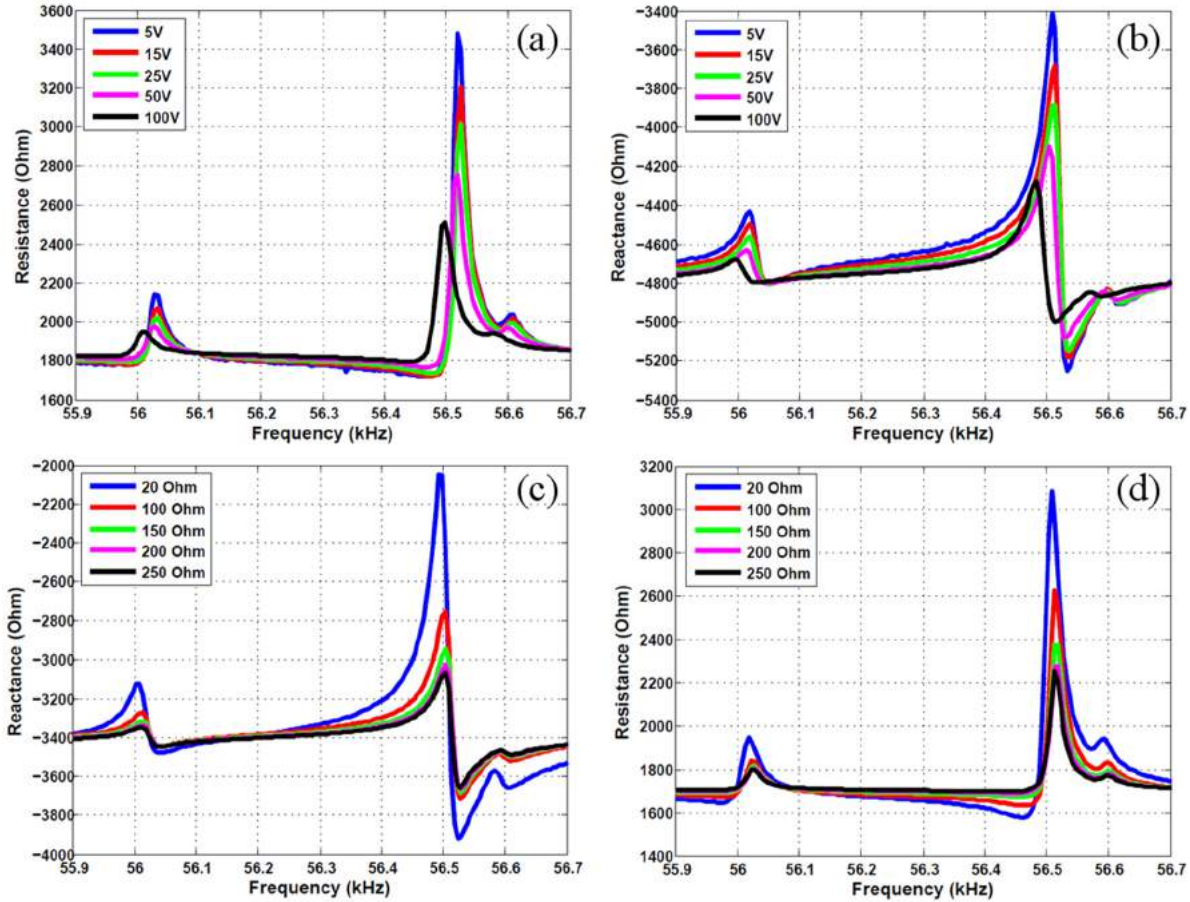 (a)
5V
15V
25V
50V
100V
Resistance (Ohm)
3600
3400
3200
3000
2800
2600
2400
2200
2000
1800
1600
55.9 56 56.1 56.2 56.3 56.4 56.5 56.6 56.7
Frequency (kHz)
(b)
5V
15V
25V
50V
100V
Reactance (Ohm)
−3400
−3600
−3800
−4000
−4200
−4400
−4600
−4800
−5000
−5200
−5400
55.9 56 56.1 56.2 56.3 56.4 56.5 56.6 56.7
Frequency (kHz)
(c)
20 Ohm
100 Ohm
150 Ohm
200 Ohm
250 Ohm
Reactance (Ohm)
−2000
−2200
−2400
−2600
−2800
−3000
−3200
−3400
−3600
−3800
−4000
55.9 56 56.1 56.2 56.3 56.4 56.5 56.6 56.7
Frequency (kHz)
(d)
20 Ohm
100 Ohm
150 Ohm
200 Ohm
250 Ohm
Resistance (Ohm)
3200
3000
2800
2600
2400
2200
2000
1800
1600
1400
55.9 56 56.1 56.2 56.3 56.4 56.5 56.6 56.7
Frequency (kHz)